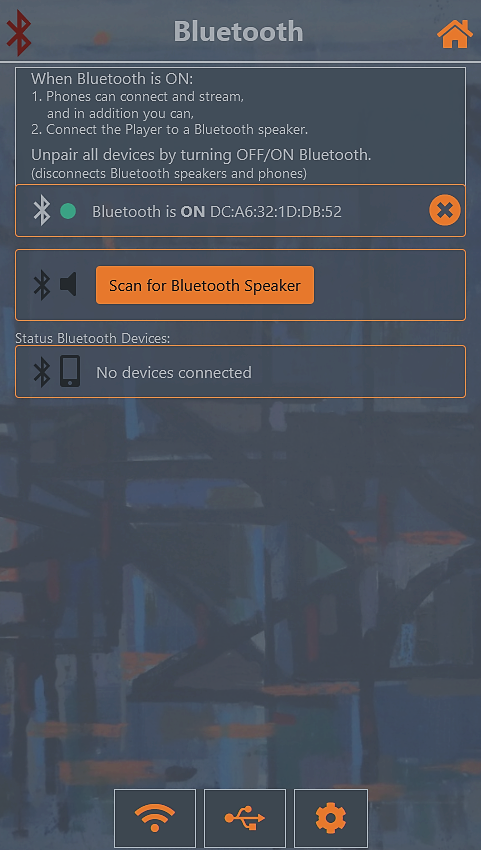 Bluetooth
When Bluetooth is ON:
1. Phones can connect and stream,
and in addition you can,
2. Connect the Player to a Bluetooth speaker.
Unpair all devices by turning OFF/ON Bluetooth.
(disconnects Bluetooth speakers and phones)
Bluetooth is ON DC:A6:32:1D:DB:52
Scan for Bluetooth Speaker
Status Bluetooth Devices:
No devices connected